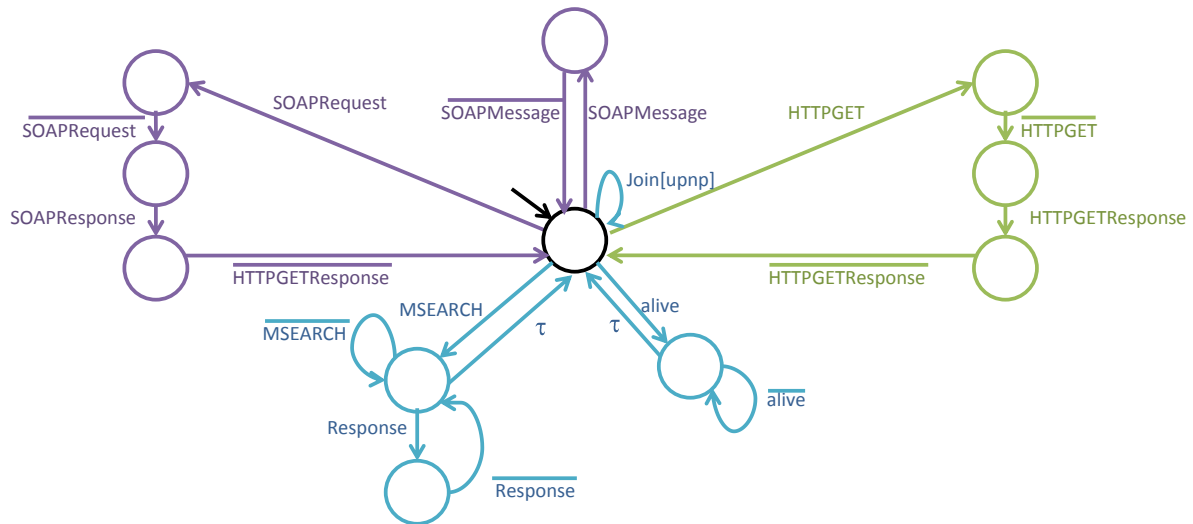 SOAPRequest
SOAPMessage
SOAPMessage
HTTPGET
SOAPRequest
HTTPGET
Join[upnp]
SOAPResponse
HTTPGETResponse
HTTPGETResponse
HTTPGETResponse
MSEARCH
alive
MSEARCH
τ
τ
alive
Response
Response